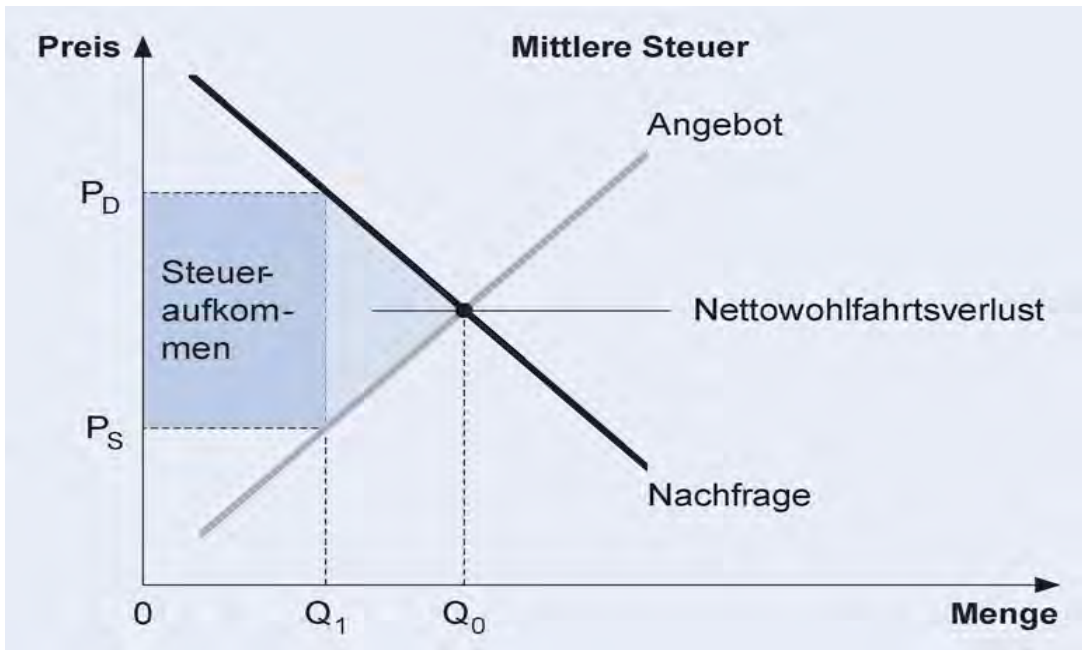 Preis
Mittlere Steuer
Angebot
P_D
Steuer-
aufkom-
men
Nettowohlfahrtsverlust
P_S
Nachfrage
0
Q_1
Q_0
Menge